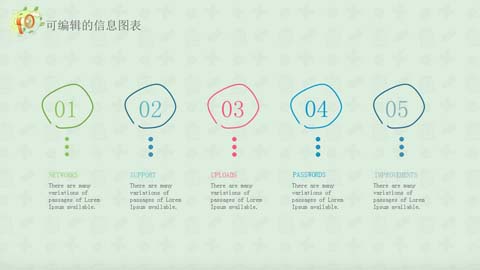 可编辑的信息图表
01
02
03
04
05
NETWORKS
SUPPORT
UPLOADS
PASSWORDS
IMPROVEMENTS
There are many
variations of
passages of Lorem
Ipsum available.
There are many
variations of
passages of Lorem
Ipsum available.
There are many
variations of
passages of Lorem
Ipsum available.
There are many
variations of
passages of Lorem
Ipsum available.
There are many
variations of
passages of Lorem
Ipsum available.